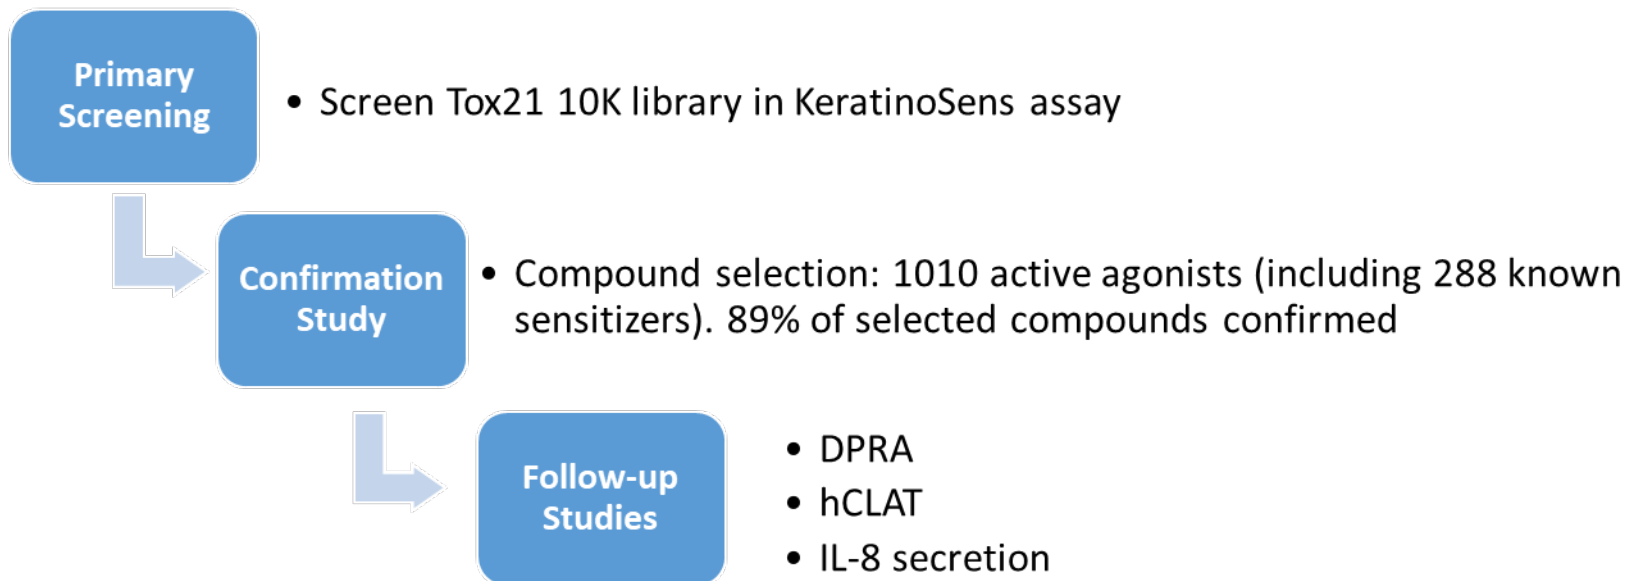 Primary
Screening
• Screen Tox21 10K library in KeratinoSens assay
Confirmation
Study
• Compound selection: 1010 active agonists (including 288 known
sensitizers). 89% of selected compounds confirmed
Follow-up
Studies
• DPRA
• hCLAT
• IL-8 secretion